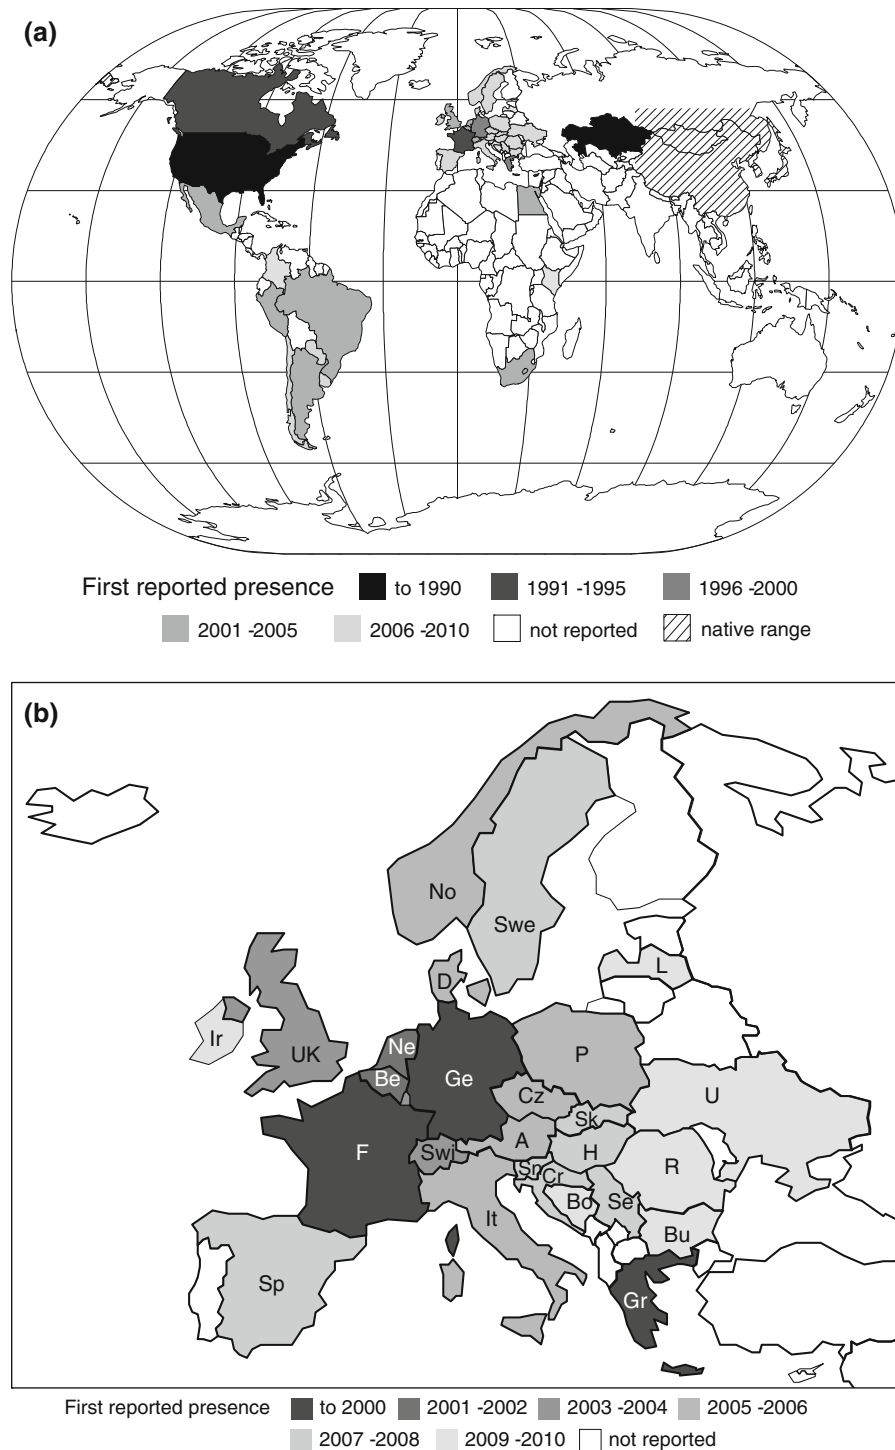 (a)
First reported presence to 1990 1991 -1995 1996 -2000
2001 -2005 2006 -2010 not reported native range
(b)
No
Swe
L
D
Ir
UK
Ne
Be
Ge
P
Cz
Sk
U
F
Swi
A
H
Sn
Cr
R
Bo
Se
It
Bu
Sp
Gr
First reported presence to 2000 2001 -2002 2003 -2004 2005 -2006
2007 -2008 2009 -2010 not reported